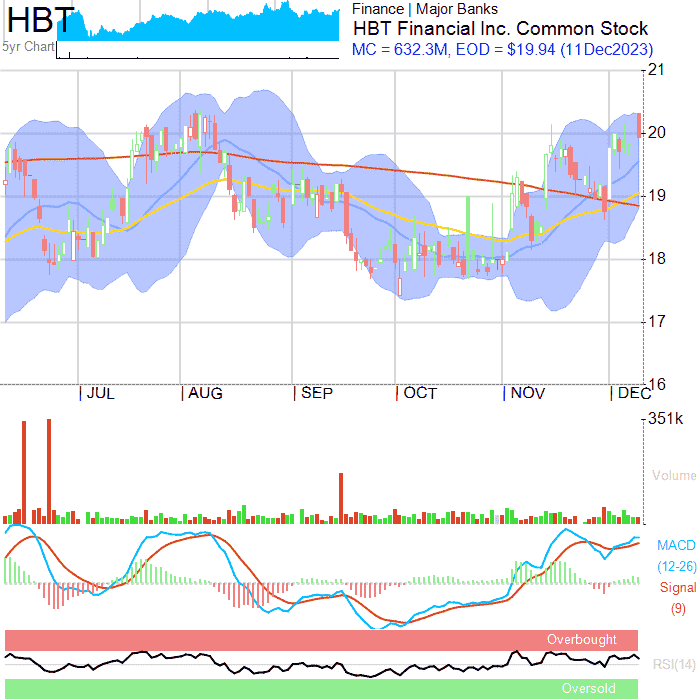 HBT
5yr Chart
Finance | Major Banks
HBT Financial Inc. Common Stock
MC = 632.3M, EOD = $19.94 (11Dec2023)
21
20
19
18
17
16
JUL
AUG
SEP
OCT
NOV
DEC
351k
Volume
MACD
(12-26)
Signal
(9)
Overbought
RSI(14)
Oversold